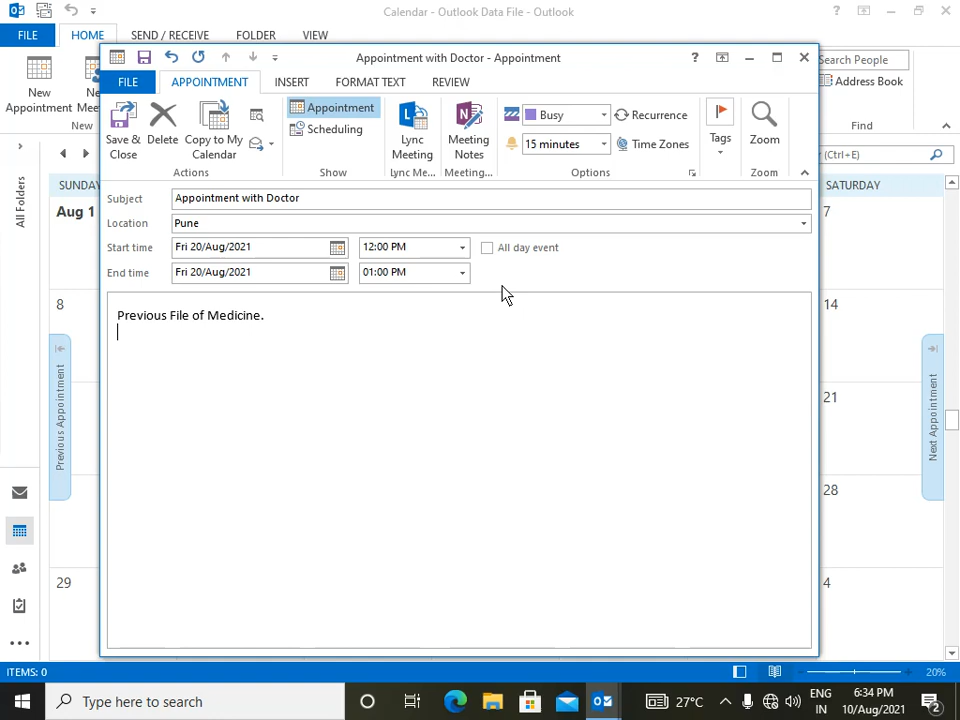 Calendar - Outlook Data File - Outlook
FILE
HOME
SEND / RECEIVE
FOLDER
VIEW
New
Appointment
New
Search People
Address Book
Find
(Ctrl+E)
Appointment with Doctor - Appointment
FILE
APPOINTMENT
INSERT
FORMAT TEXT
REVIEW
Save &
Close
Delete
Copy to My
Calendar
Actions
Appointment
Scheduling
Show
Lync
Meeting
Lync Me...
Meeting
Notes
Meeting...
Busy
15 minutes
Recurrence
Time Zones
Options
Tags
Zoom
Zoom
Subject
Appointment with Doctor
Location
Pune
Start time
Fri 20/Aug/2021
12:00 PM
All day event
End time
Fri 20/Aug/2021
01:00 PM
Previous File of Medicine.
All Folders
SUNDAY
SATURDAY
Aug 1
7
8
14
21
28
29
4
Previous Appointment
Next Appointment
ITEMS: 0
20%
Type here to search
27°C
ENG
IN
6:34 PM
10/Aug/2021
2